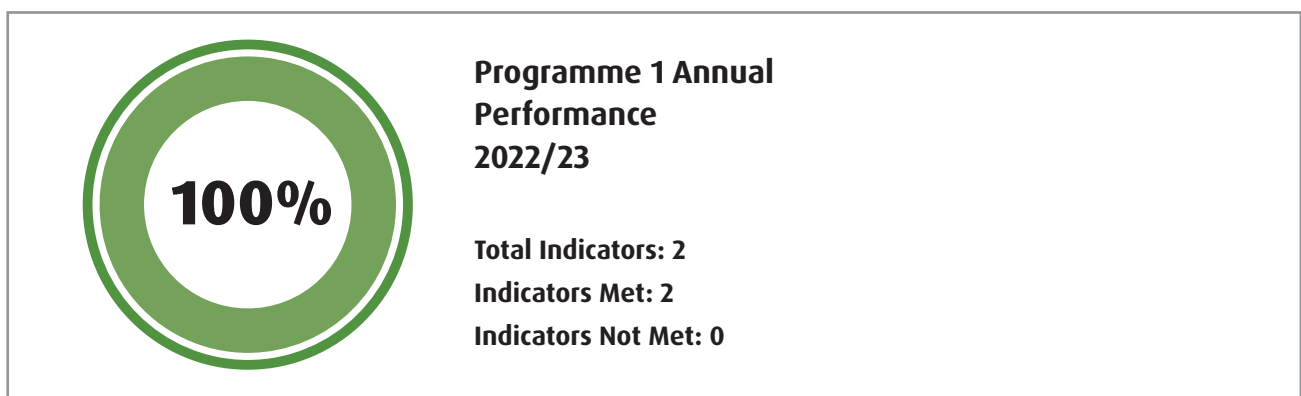 100%
Programme 1 Annual
Performance
2022/23
Total Indicators: 2
Indicators Met: 2
Indicators Not Met: 0